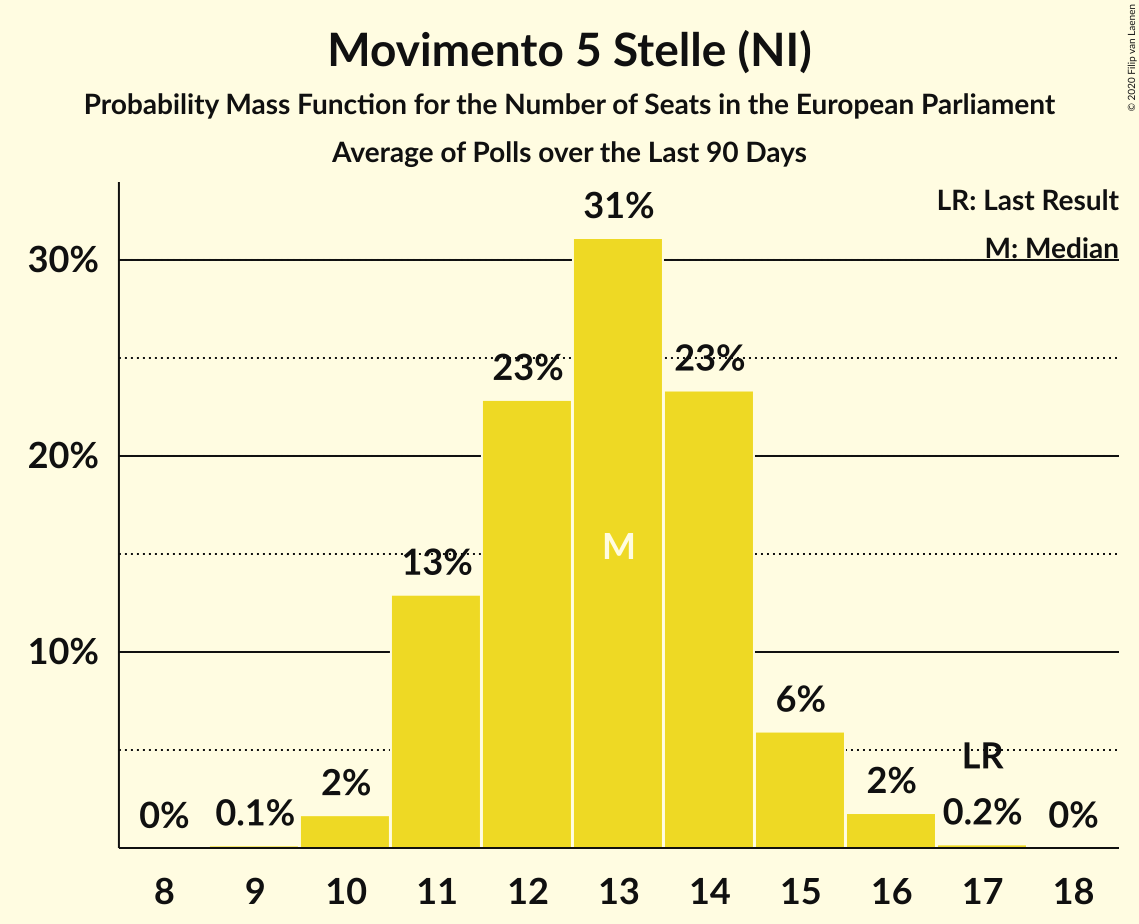 Movimento 5 Stelle (NI)
Probability Mass Function for the Number of Seats in the European Parliament
Average of Polls over the Last 90 Days
© 2020 Filip van Laenen
LR: Last Result
M: Median
30%
20%
10%
0%
0.1%
2%
13%
23%
31%
M
23%
6%
2%
LR
0.2%
0%
8 9 10 11 12 13 14 15 16 17 18